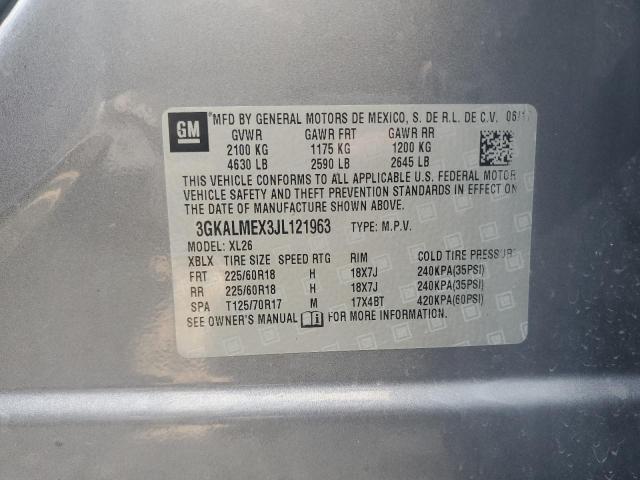 GM
MFD BY GENERAL MOTORS DE MEXICO, S. DE R.L. DE C.V. 06/17
GVWR GAWR FRT GAWR RR
2100 KG 1175 KG 1200 KG
4630 LB 2590 LB 2645 LB
THIS VEHICLE CONFORMS TO ALL APPLICABLE U.S. FEDERAL MOTOR
VEHICLE SAFETY AND THEFT PREVENTION STANDARDS IN EFFECT ON
THE DATE OF MANUFACTURE SHOWN ABOVE.
3GKALMEX3JL121963 TYPE: M.P.V.
MODEL: XL26
XBLX TIRE SIZE SPEED RTG RIM COLD TIRE PRESSURE
FRT 225/60R18 H 18X7J 240KPA(35PSI)
RR 225/60R18 H 18X7J 240KPA(35PSI)
SPA T125/70R17 M 17X4BT 420KPA(60PSI)
SEE OWNER'S MANUAL FOR MORE INFORMATION.